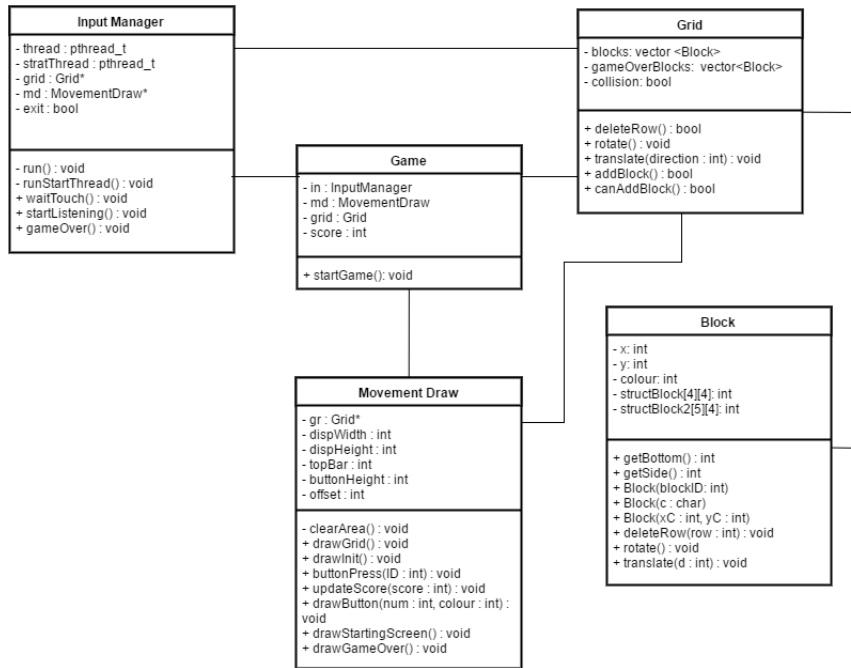 Input Manager
- thread : pthread_t
- stratThread : pthread_t
- grid : Grid*
- md : MovementDraw*
- exit : bool
- run() : void
- runStartThread() : void
+ waitTouch() : void
+ startListening() : void
+ gameOver() : void
Game
- in : InputManager
- md : MovementDraw
- grid : Grid
- score : int
+ startGame(): void
Grid
- blocks: vector <Block>
- gameOverBlocks: vector<Block>
- collision: bool
+ deleteRow() : bool
+ rotate() : void
+ translate(direction : int) : void
+ addBlock() : bool
+ canAddBlock() : bool
Movement Draw
- gr : Grid*
- dispWidth : int
- dispHeight : int
- topBar : int
- buttonHeight : int
- offset : int
- clearArea() : void
+ drawGrid() : void
+ drawInit() : void
+ buttonPress(ID : int) : void
+ updateScore(score : int) : void
+ drawButton(num : int, colour : int) :
void
+ drawStartingScreen() : void
+ drawGameOver() : void
Block
- x: int
- y: int
- colour: int
- structBlock[4][4]: int
- structBlock2[5][4]: int
+ getBottom() : int
+ getSide() : int
+ Block(blockID: int)
+ Block(c : char)
+ Block(xC : int, yC : int)
+ deleteRow(row : int) : void
+ rotate() : void
+ translate(d : int) : void